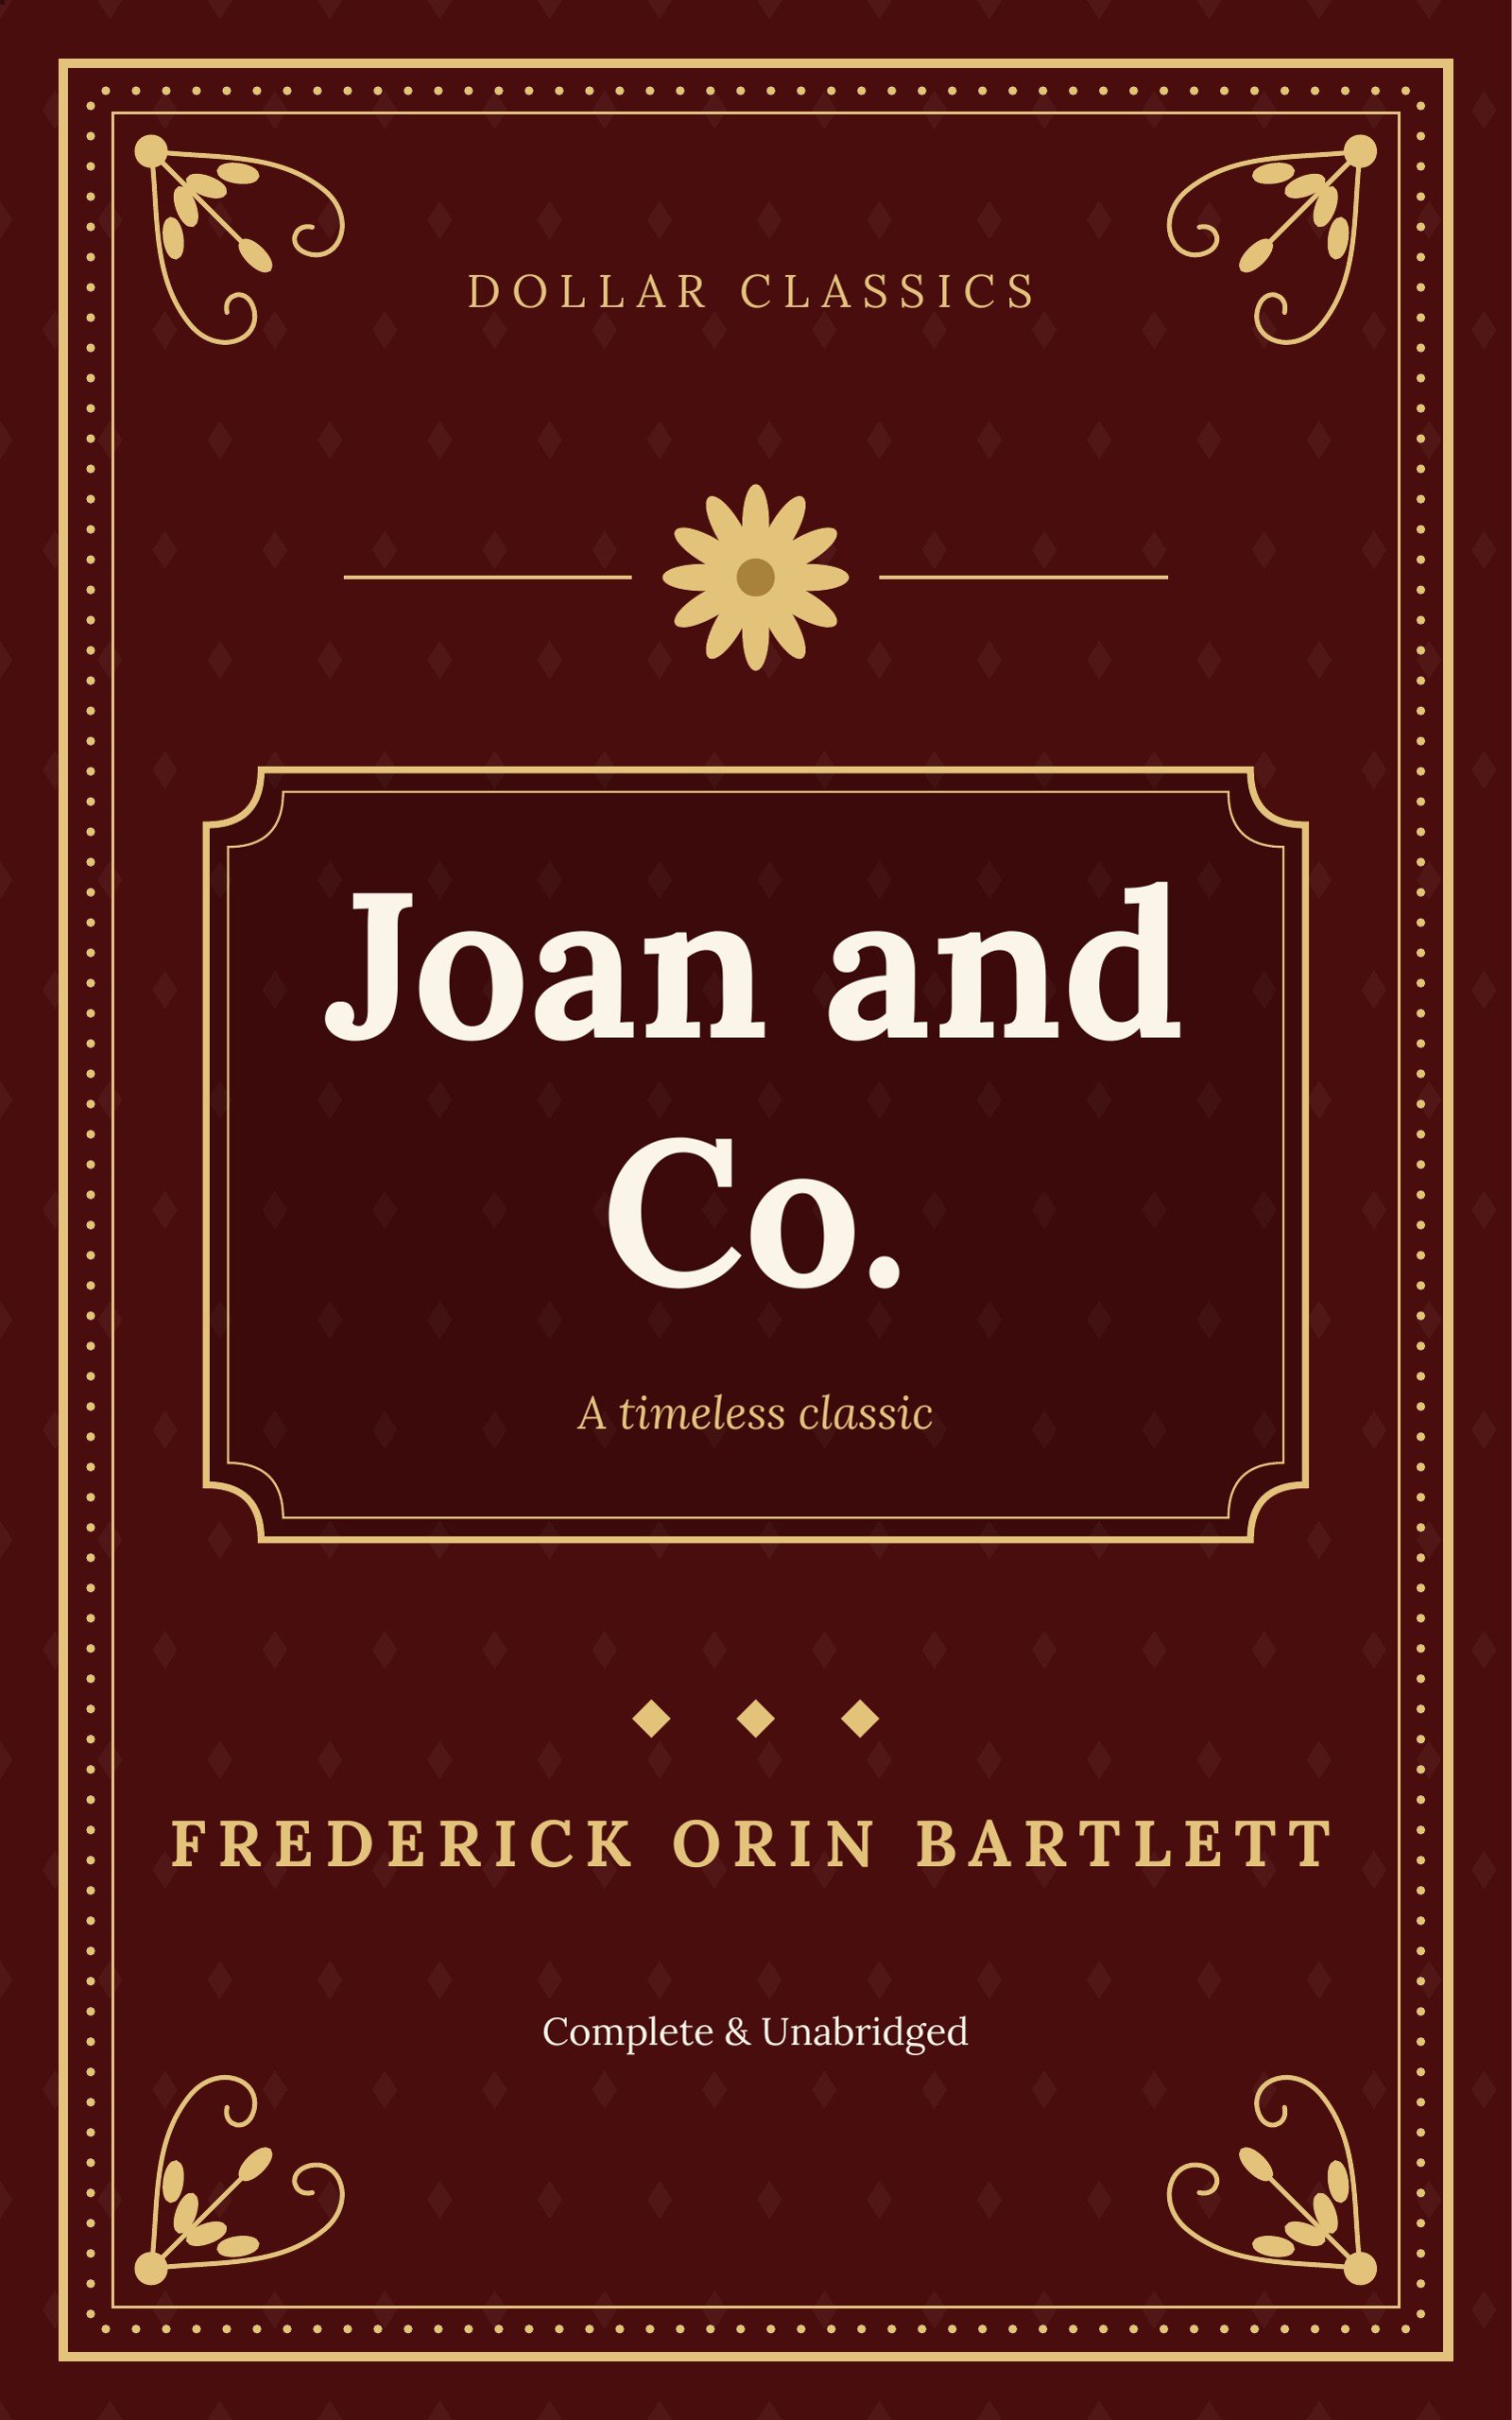 DOLLAR CLASSICS
Joan and
Co.
A timeless classic
FREDERICK ORIN BARTLETT
Complete & Unabridged